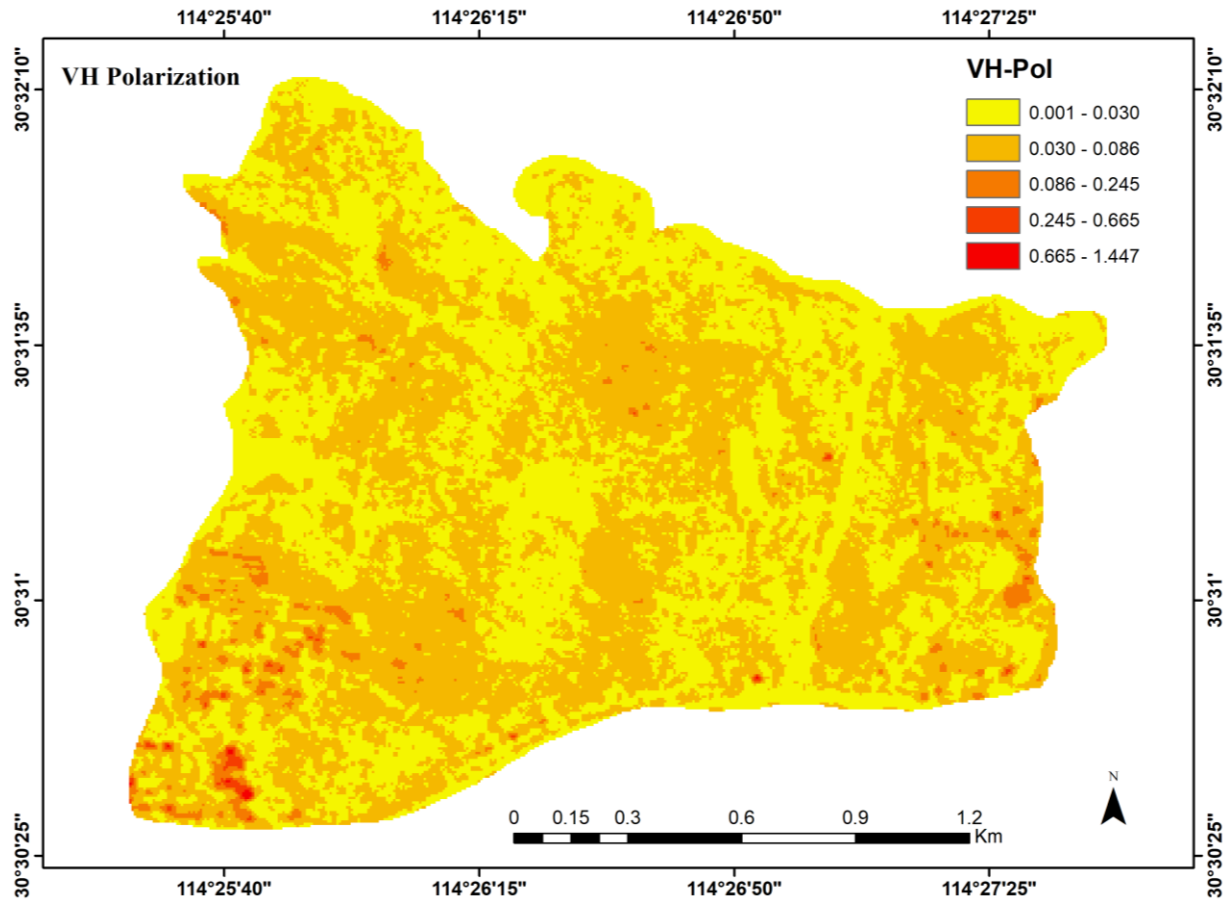 114°25'40" 114°26'15" 114°26'50" 114°27'25"
VH Polarization
VH-Pol
0.001 - 0.030
0.030 - 0.086
0.086 - 0.245
0.245 - 0.665
0.665 - 1.447
30°32'10" 30°32'10"
30°31'35" 30°31'35"
30°31' 30°31'
30°30'25" 30°30'25"
N
0 0.15 0.3 0.6 0.9 1.2
Km
114°25'40" 114°26'15" 114°26'50" 114°27'25"